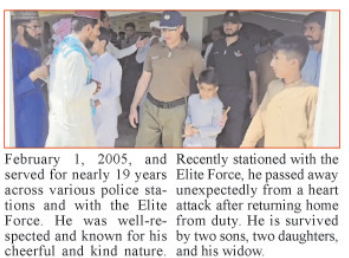 February 1, 2005, and
served for nearly 19 years
across various police sta-
tions and with the Elite
Force. He was well-re-
spected and known for his
cheerful and kind nature.
Recently stationed with the
Elite Force, he passed away
unexpectedly from a heart
attack after returning home
from duty. He is survived
by two sons, two daughters,
and his widow.